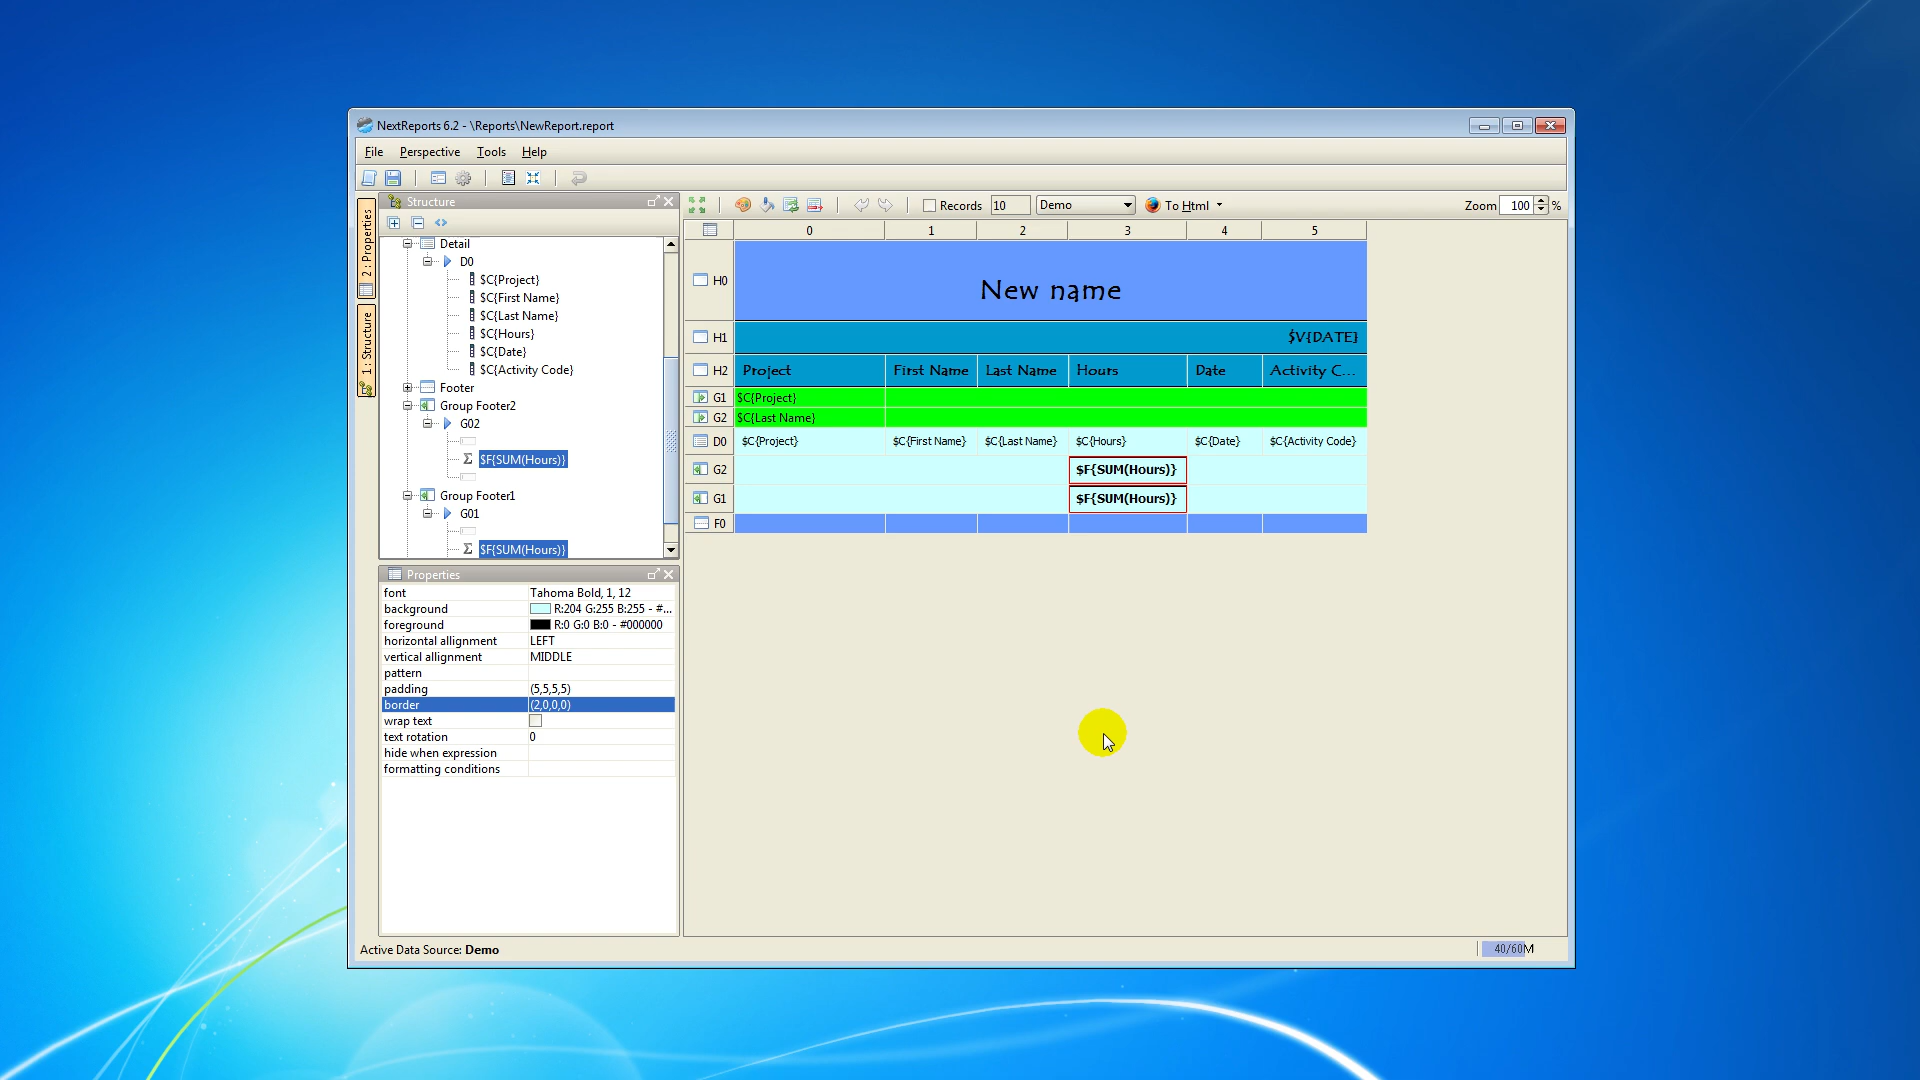 NextReports 6.2 - \Reports\NewReport.report
File Perspective Tools Help
2 : Properties
1 : Structure
Structure
Detail
D0
$C{Project}
$C{First Name}
$C{Last Name}
$C{Hours}
$C{Date}
$C{Activity Code}
Footer
Group Footer2
G02
$F{SUM(Hours)}
Group Footer1
G01
$F{SUM(Hours)}
Properties
font Tahoma Bold, 1, 12
background R:204 G:255 B:255 - #...
foreground R:0 G:0 B:0 - #000000
horizontal allignment LEFT
vertical allignment MIDDLE
pattern
padding (5,5,5,5)
border (2,0,0,0)
wrap text
text rotation 0
hide when expression
formatting conditions
Records 10 Demo To Html Zoom 100 %
0 1 2 3 4 5
H0 New name
H1 $V{DATE}
H2 Project First Name Last Name Hours Date Activity C...
G1 $C{Project}
G2 $C{Last Name}
D0 $C{Project} $C{First Name} $C{Last Name} $C{Hours} $C{Date} $C{Activity Code}
G2 $F{SUM(Hours)}
G1 $F{SUM(Hours)}
F0
Active Data Source: Demo
40/60M